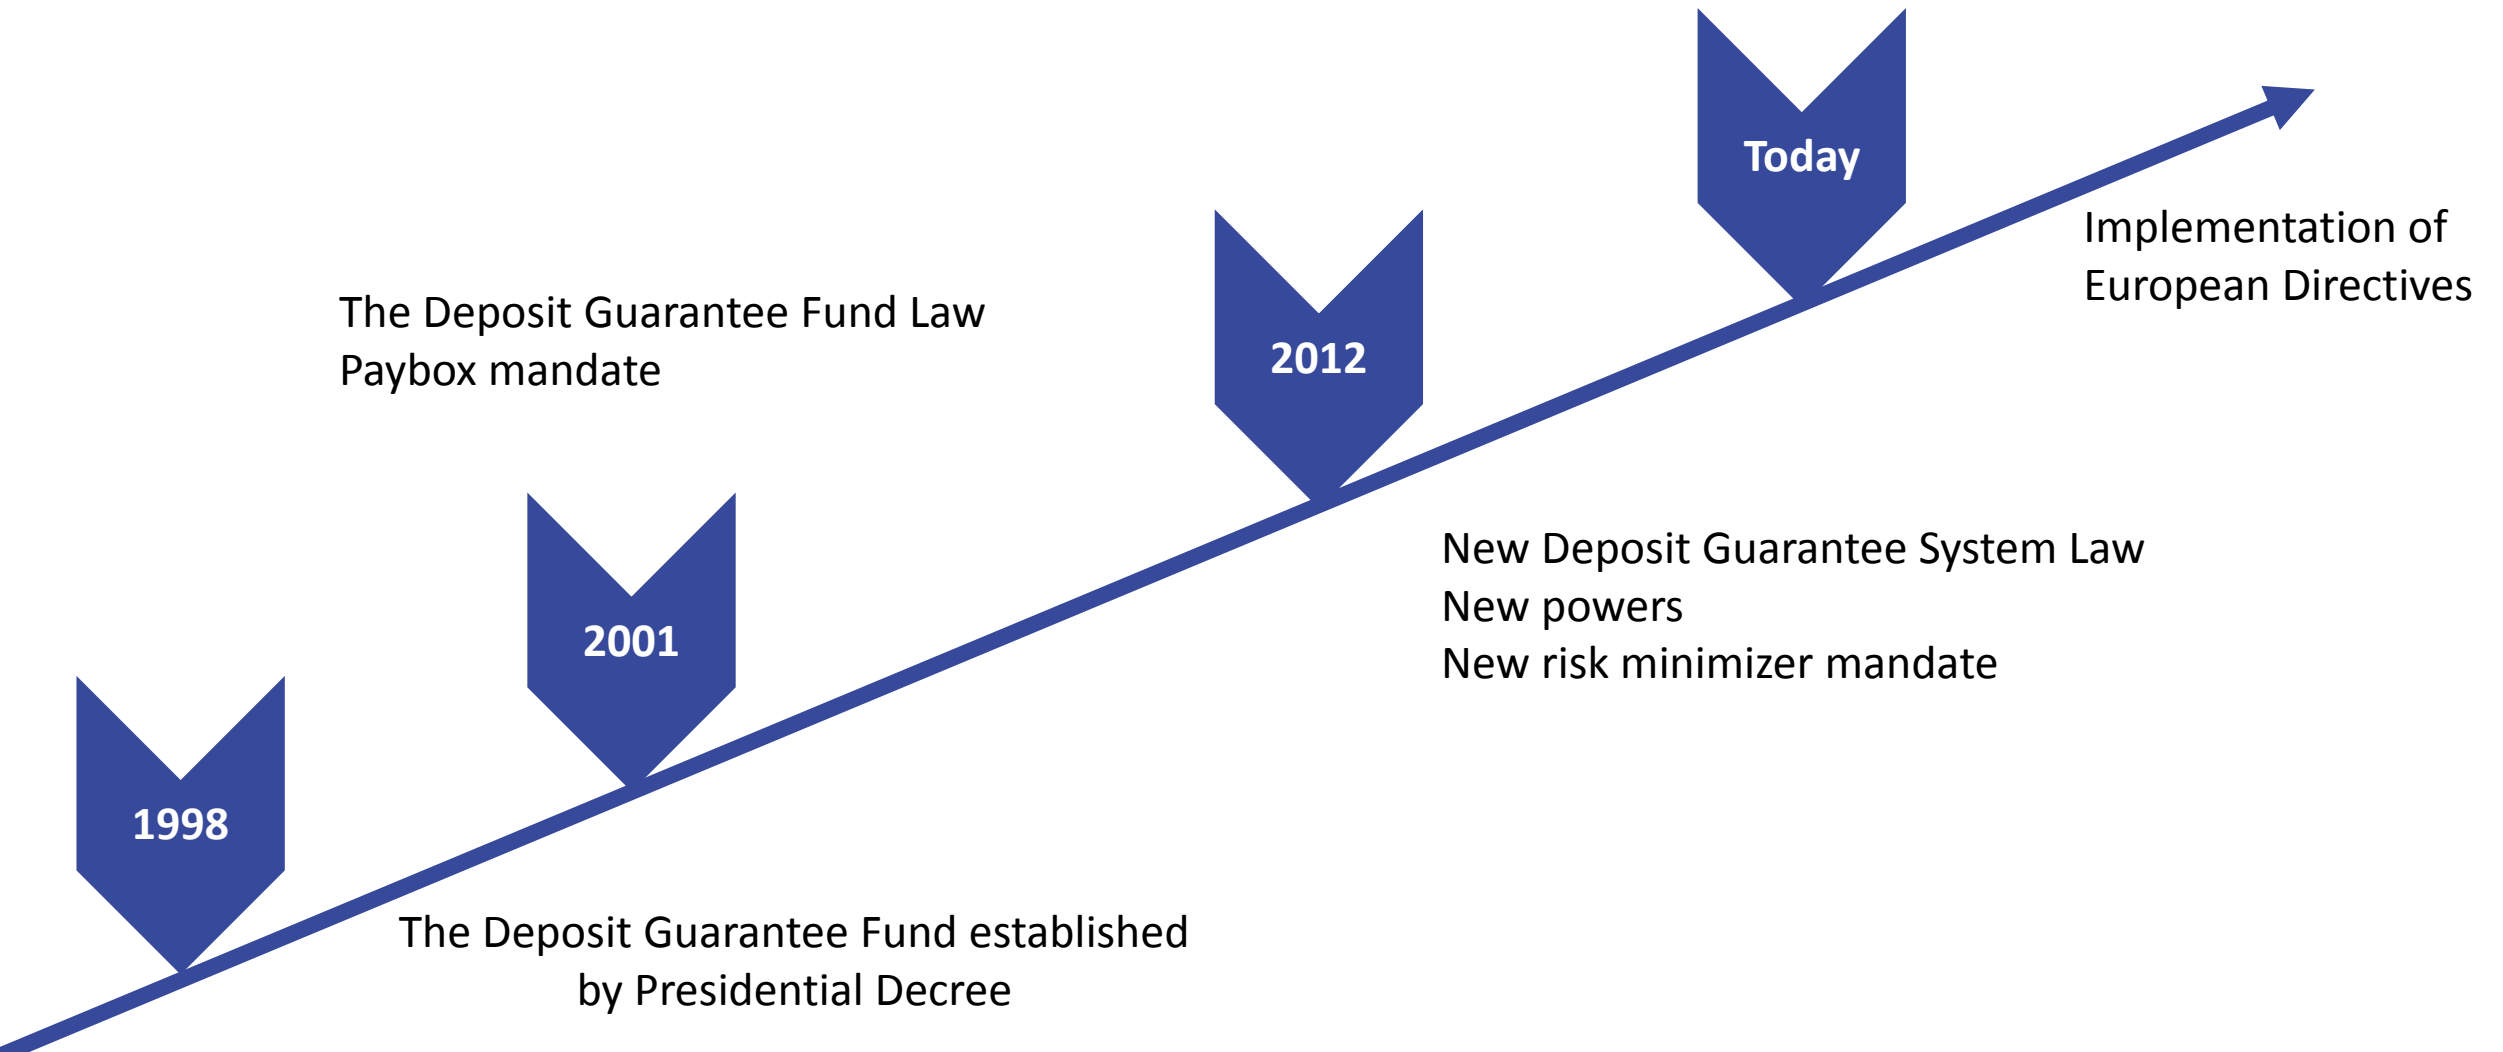 1998
The Deposit Guarantee Fund established
by Presidential Decree
2001
The Deposit Guarantee Fund Law
Paybox mandate
2012
New Deposit Guarantee System Law
New powers
New risk minimizer mandate
Today
Implementation of
European Directives